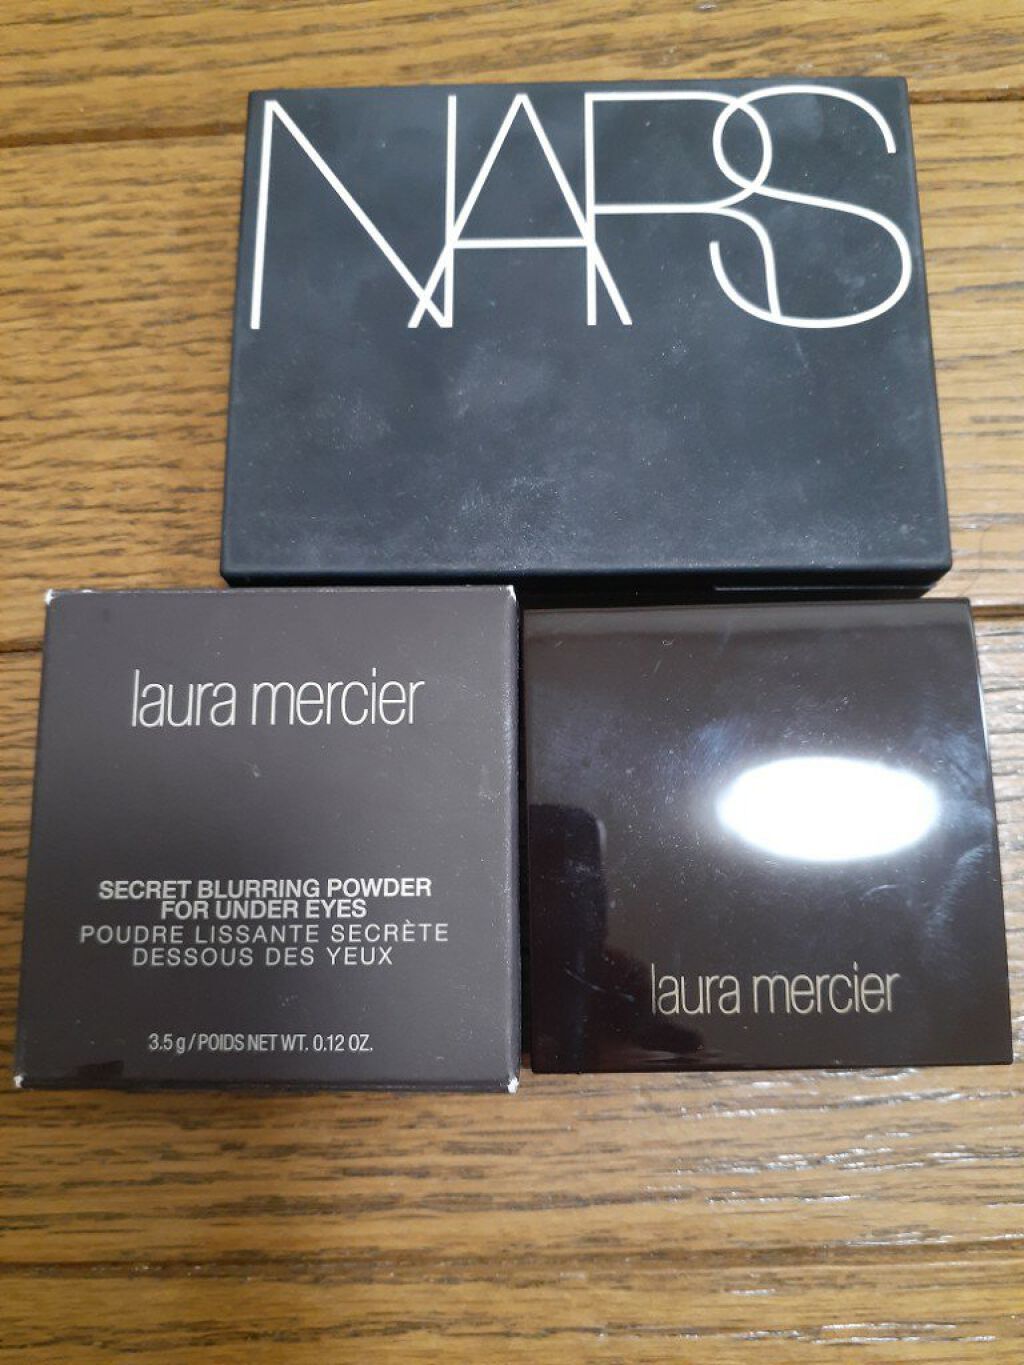 NARS
laura mercier
SECRET BLURRING POWDER
FOR UNDER EYES
POUDRE LISSANTE SECRÈTE
DESSOUS DES YEUX
3.5 g / POIDS NET WT. 0.12 OZ.
laura mercier